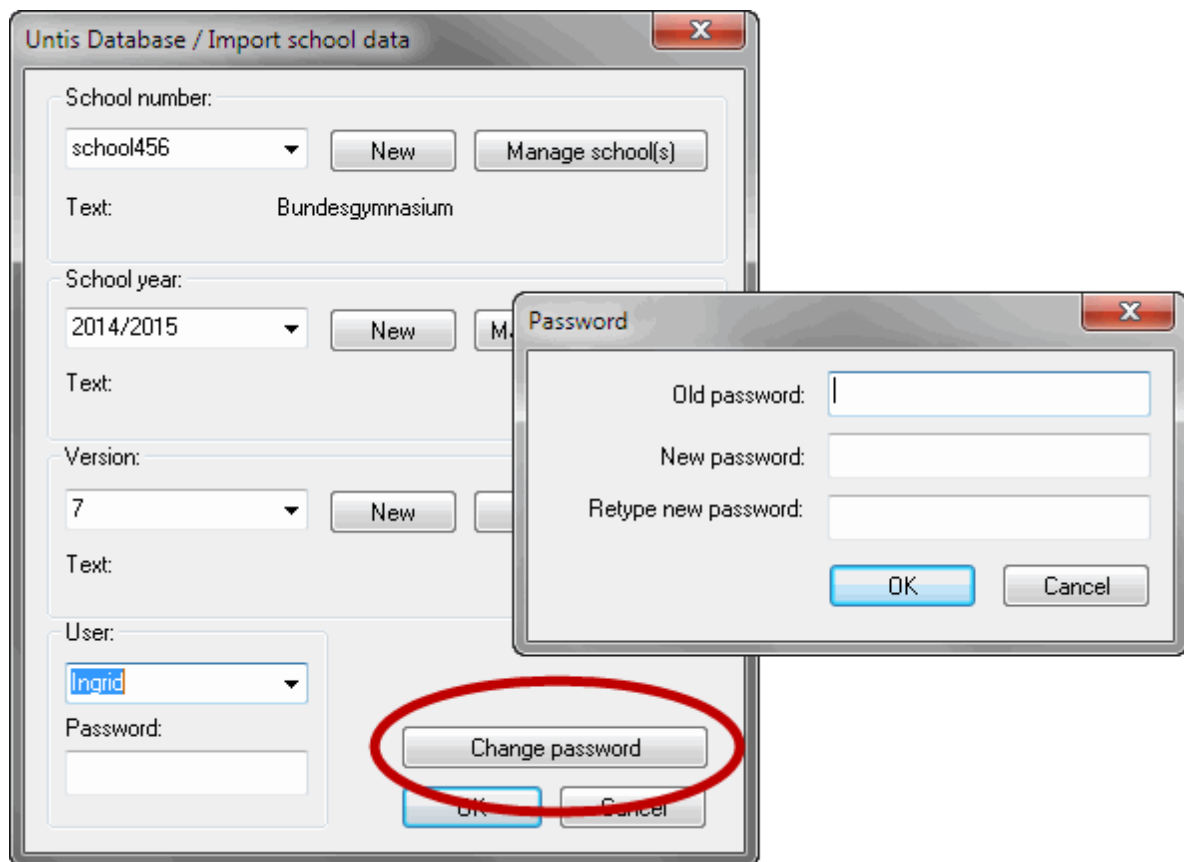 Untis Database / Import school data
School number:
school456 New Manage school(s)
Text: Bundesgymnasium
School year:
2014/2015 New
Text:
Version:
7 New
Text:
User:
Ingrid
Password:
Change password
OK Cancel
Password
Old password:
New password:
Retype new password:
OK Cancel